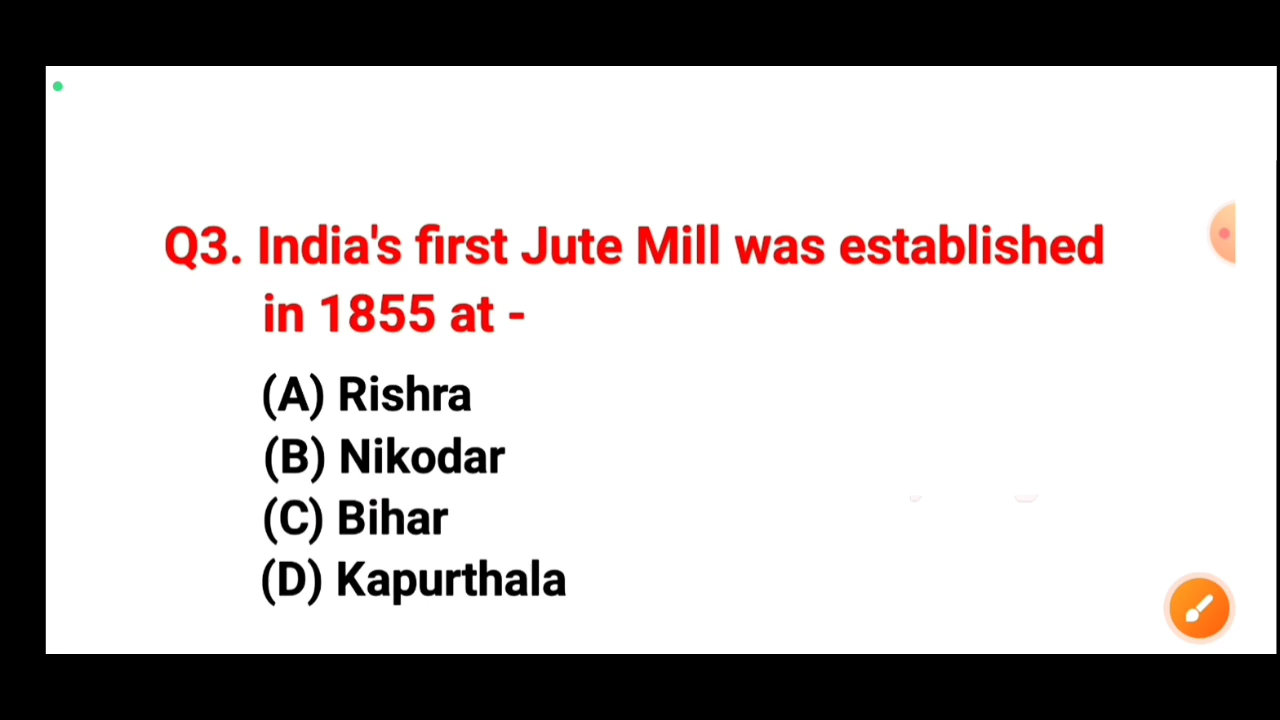 Q3. India's first Jute Mill was established
in 1855 at -
(A) Rishra
(B) Nikodar
(C) Bihar
(D) Kapurthala